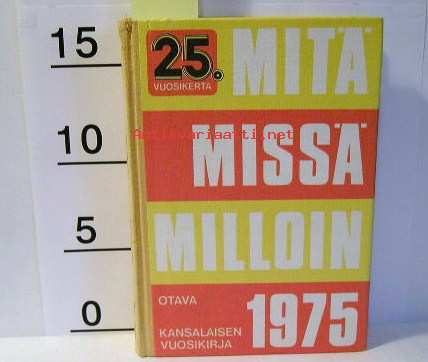 15
10
5
0
25.
VUOSIKERTA
MITÄ
Antikvariaatti.net
MISSÄ
MILLOIN
OTAVA
1975
KANSALAISEN
VUOSIKIRJA